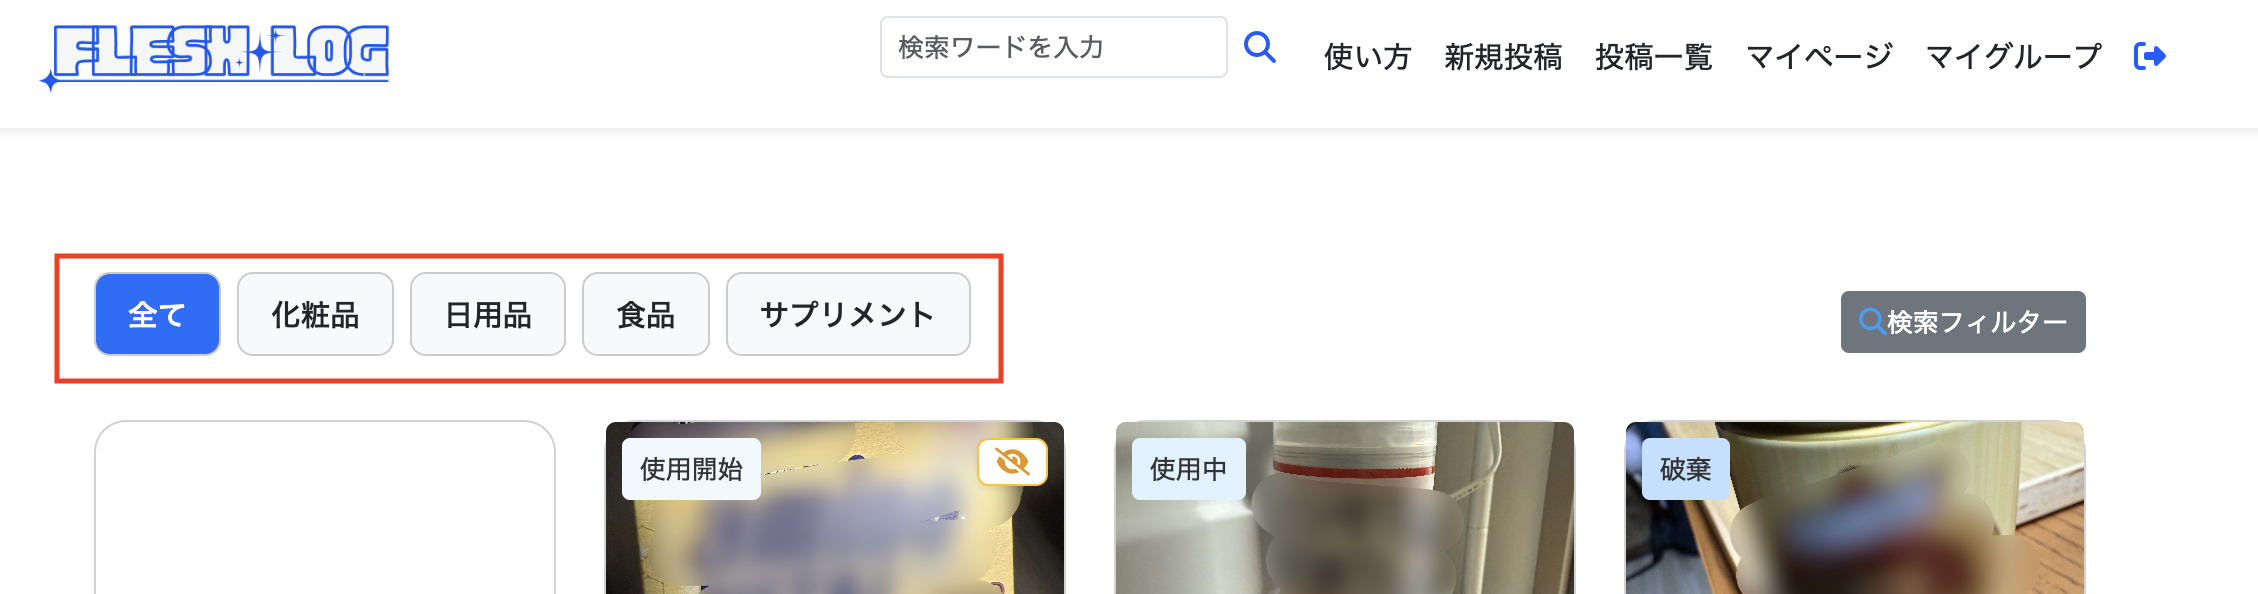 FLESH LOG
検索ワードを入力
使い方 新規投稿 投稿一覧 マイページ マイグループ
全て 化粧品 日用品 食品 サプリメント
検索フィルター
使用開始
使用中
破棄